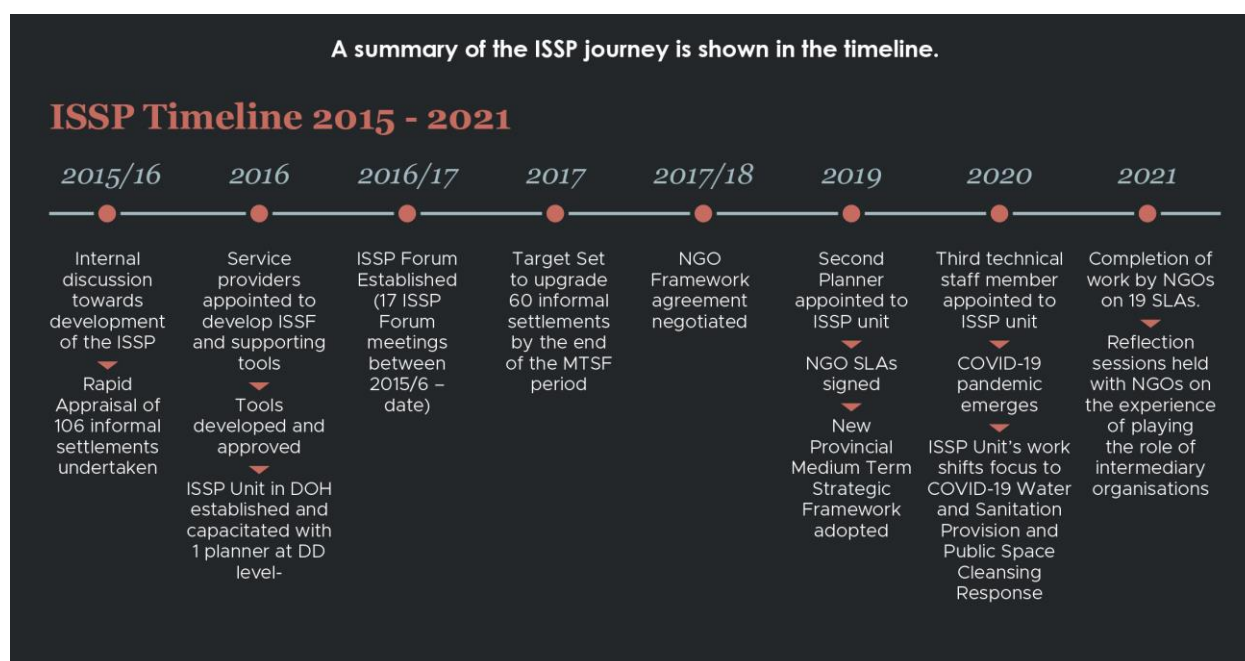 A summary of the ISSP journey is shown in the timeline.
ISSP Timeline 2015 - 2021
2015/16
Internal
discussion
towards
development
of the ISSP
Rapid
Appraisal of
106 informal
settlements
undertaken
2016
Service
providers
appointed to
develop ISSF
and supporting
tools
Tools
developed and
approved
ISSP Unit in DOH
established and
capacitated with
1 planner at DD
level-
2016/17
ISSP Forum
Established
(17 ISSP
Forum
meetings
between
2015/6 –
date)
2017
Target Set
to upgrade
60 informal
settlements
by the end
of the MTSF
period
2017/18
NGO
Framework
agreement
negotiated
2019
Second
Planner
appointed to
ISSP unit
NGO SLAs
signed
New
Provincial
Medium Term
Strategic
Framework
adopted
2020
Third technical
staff member
appointed to
ISSP unit
COVID-19
pandemic
emerges
ISSP Unit’s work
shifts focus to
COVID-19 Water
and Sanitation
Provision and
Public Space
Cleansing
Response
2021
Completion of
work by NGOs
on 19 SLAs.
Reflection
sessions held
with NGOs on
the experience
of playing
the role of
intermediary
organisations